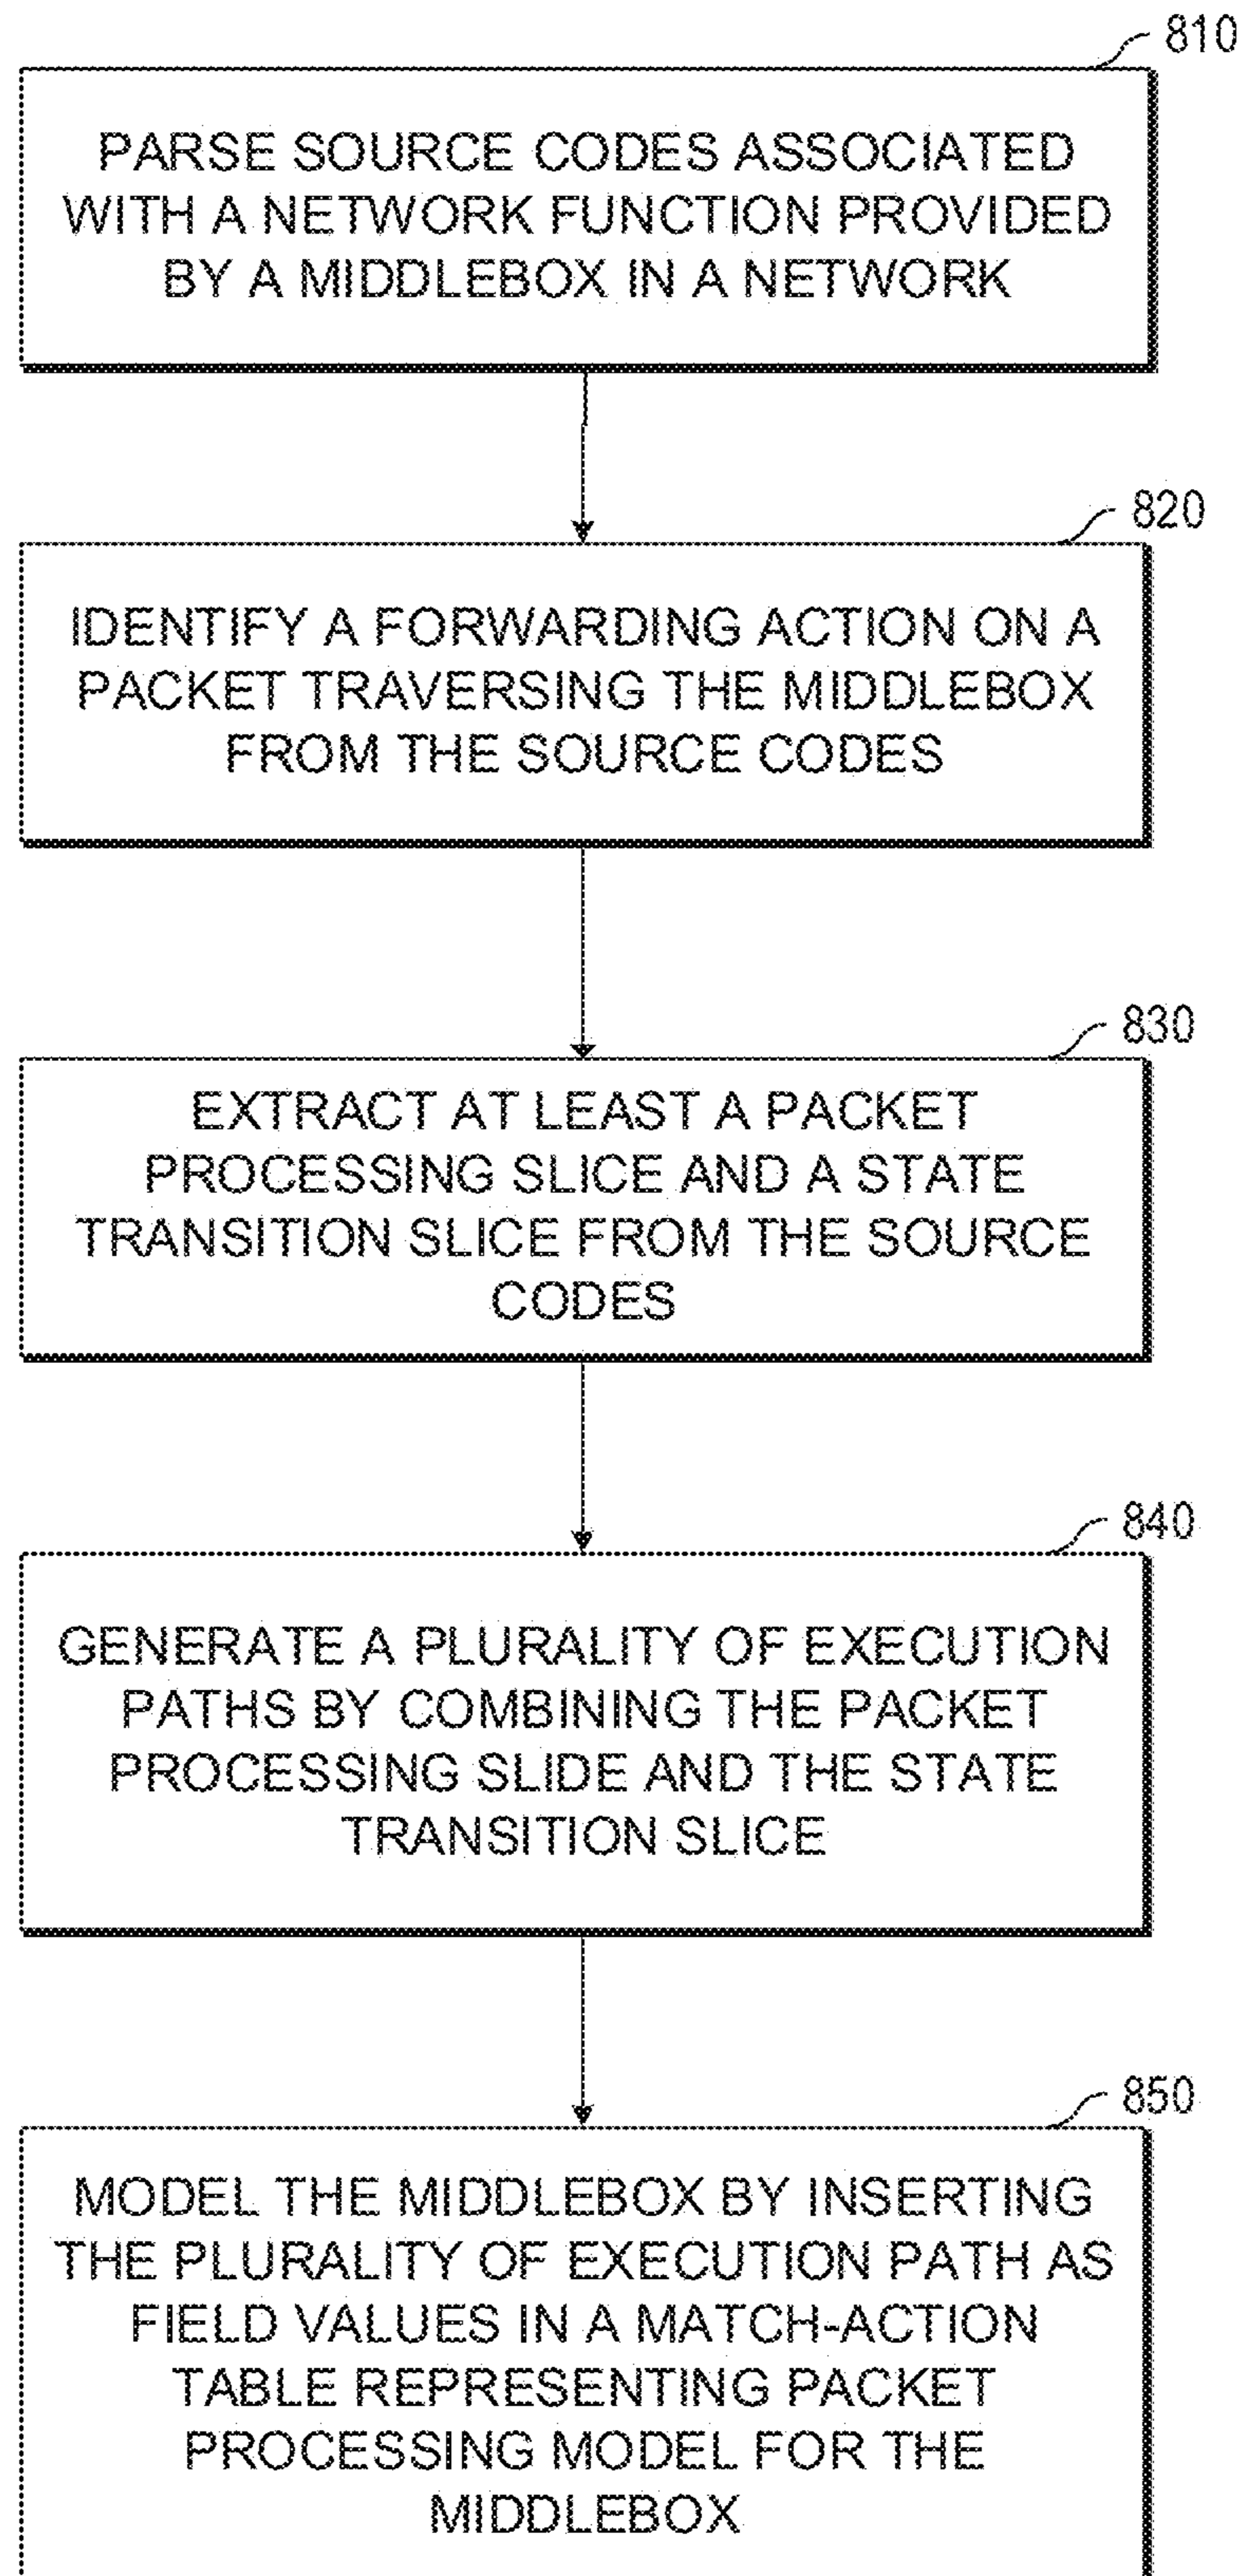 810
PARSE SOURCE CODES ASSOCIATED
WITH A NETWORK FUNCTION PROVIDED
BY A MIDDLEBOX IN A NETWORK
820
IDENTIFY A FORWARDING ACTION ON A
PACKET TRAVERSING THE MIDDLEBOX
FROM THE SOURCE CODES
830
EXTRACT AT LEAST A PACKET
PROCESSING SLICE AND A STATE
TRANSITION SLICE FROM THE SOURCE
CODES
840
GENERATE A PLURALITY OF EXECUTION
PATHS BY COMBINING THE PACKET
PROCESSING SLIDE AND THE STATE
TRANSITION SLICE
850
MODEL THE MIDDLEBOX BY INSERTING
THE PLURALITY OF EXECUTION PATH AS
FIELD VALUES IN A MATCH-ACTION
TABLE REPRESENTING PACKET
PROCESSING MODEL FOR THE
MIDDLEBOX